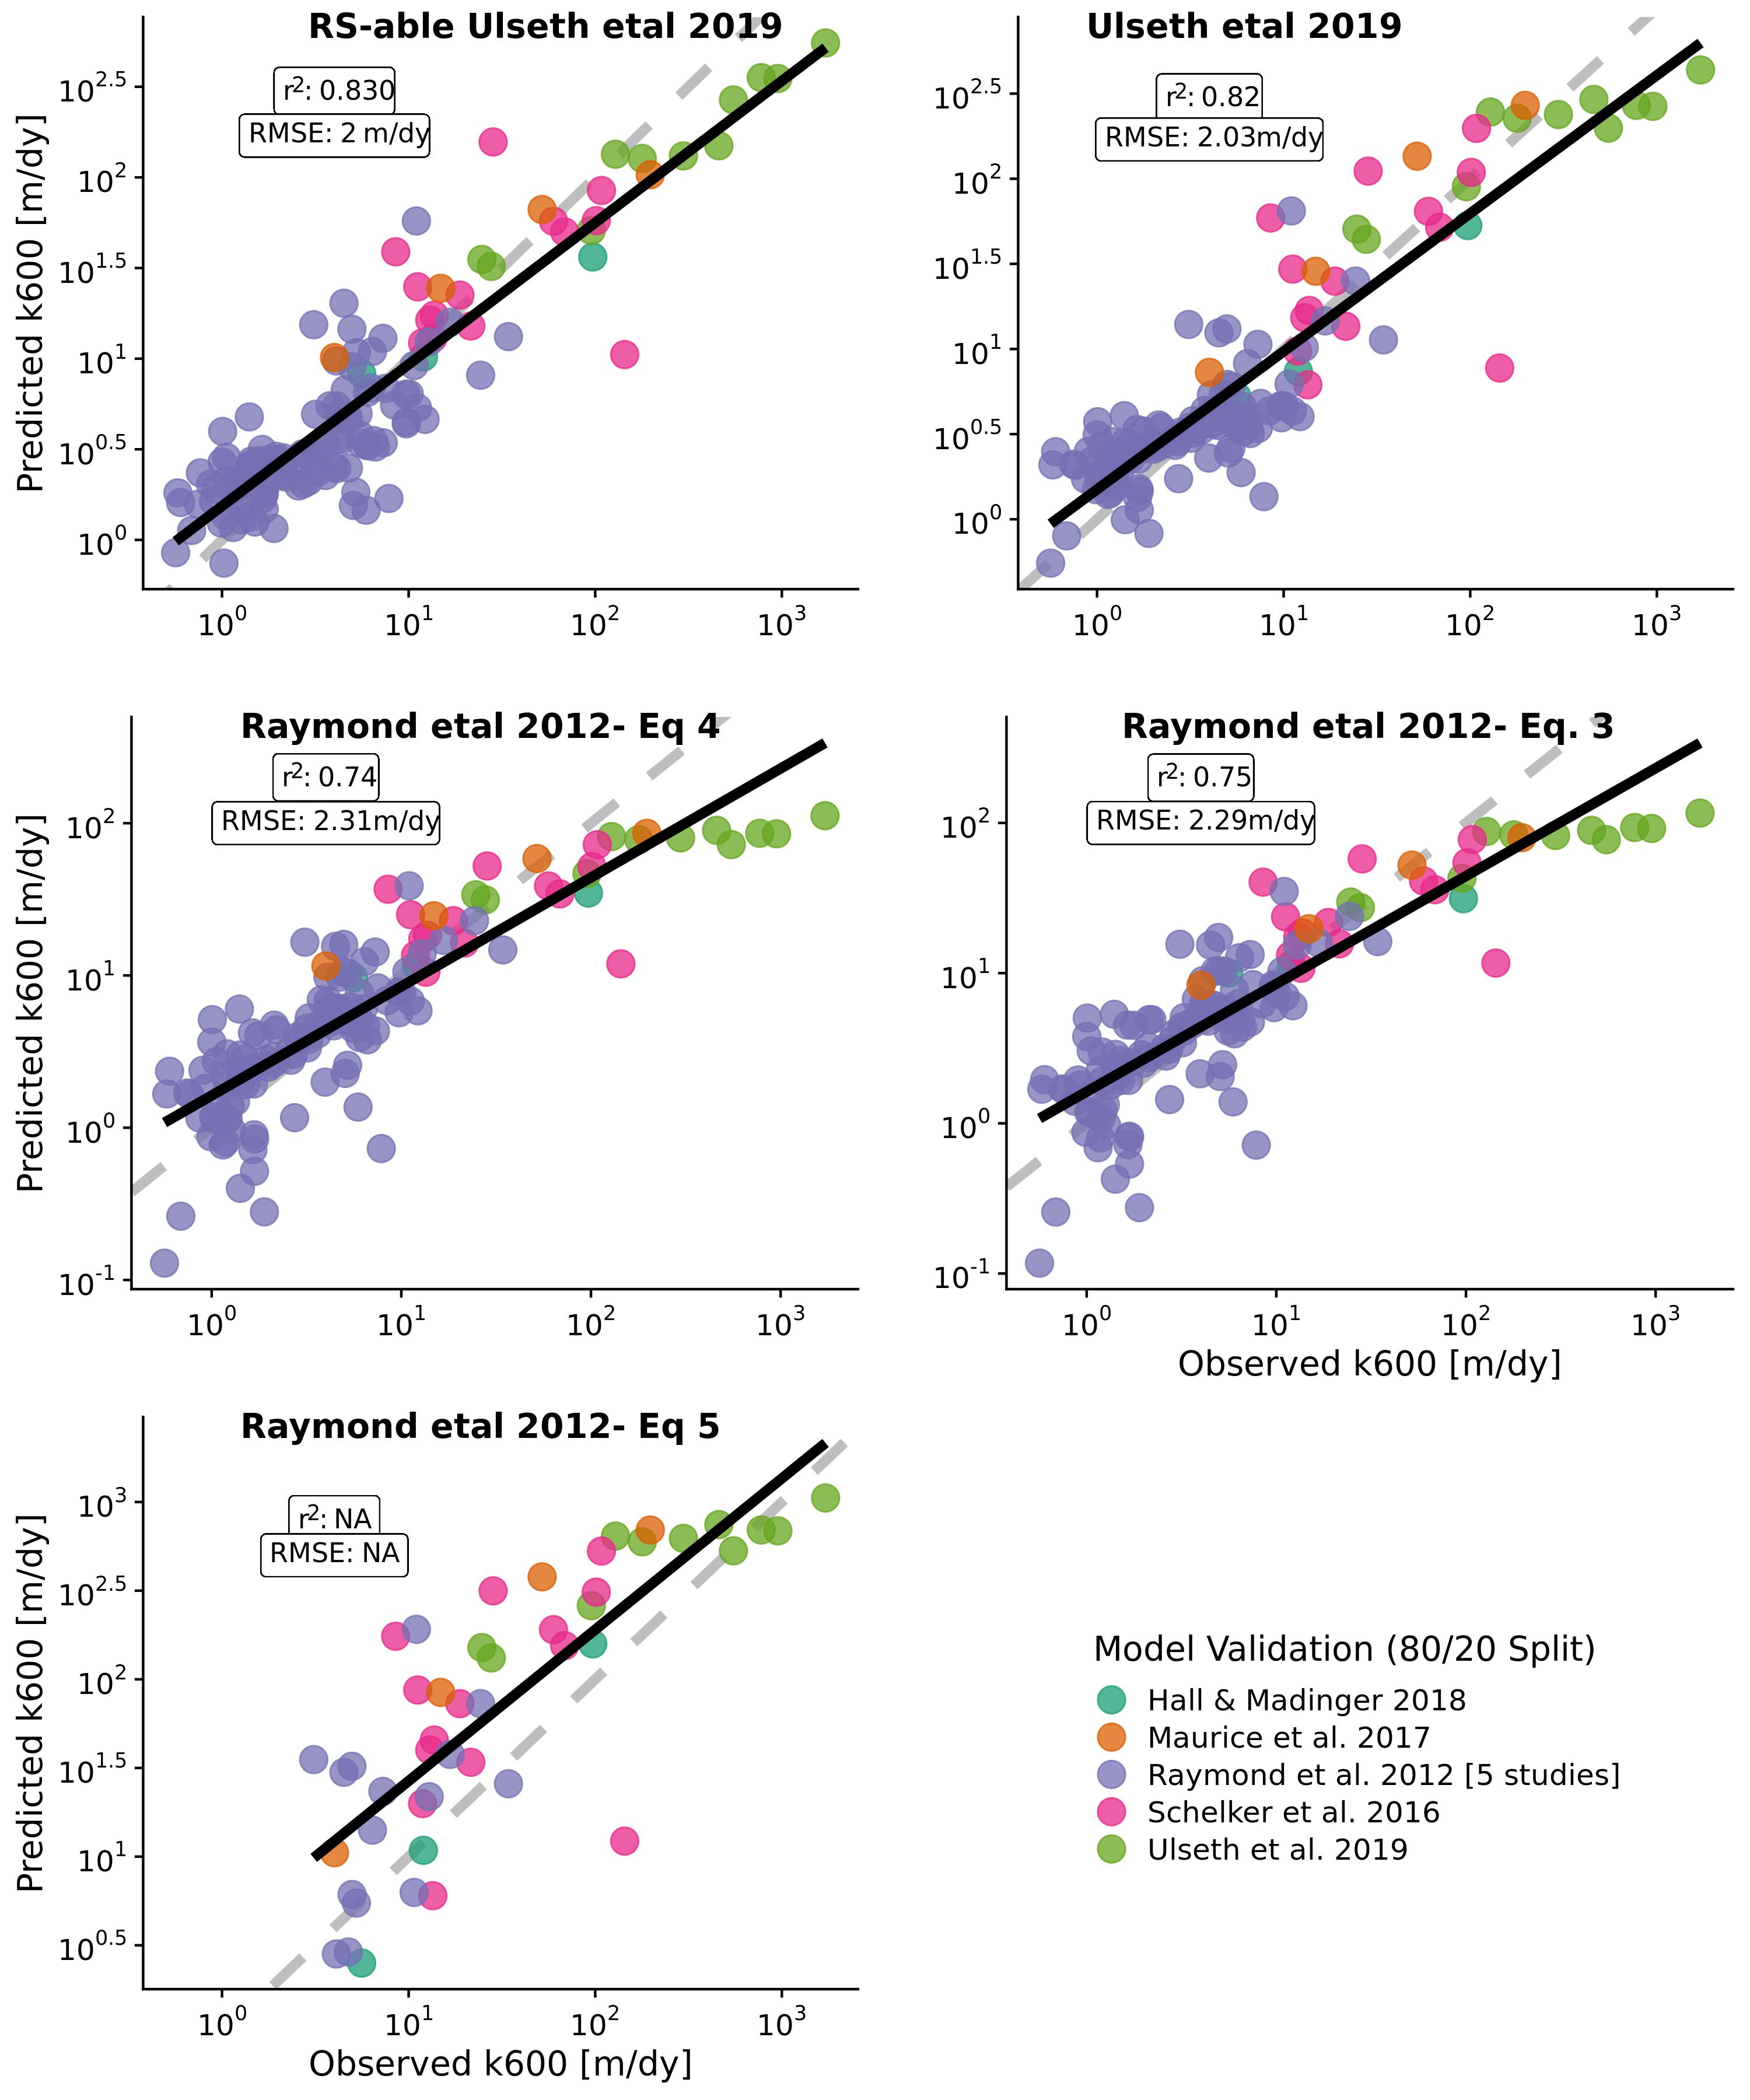 RS-able Ulseth etal 2019
r²: 0.830
RMSE: 2 m/dy
Predicted k600 [m/dy]
10^2.5
10^2
10^1.5
10^1
10^0.5
10^0
10^0 10^1 10^2 10^3
Ulseth etal 2019
r²: 0.82
RMSE: 2.03m/dy
10^2.5
10^2
10^1.5
10^1
10^0.5
10^0
10^0 10^1 10^2 10^3
Raymond etal 2012- Eq 4
r²: 0.74
RMSE: 2.31m/dy
Predicted k600 [m/dy]
10^2
10^1
10^0
10^-1
10^0 10^1 10^2 10^3
Raymond etal 2012- Eq. 3
r²: 0.75
RMSE: 2.29m/dy
10^2
10^1
10^0
10^-1
10^0 10^1 10^2 10^3
Observed k600 [m/dy]
Raymond etal 2012- Eq 5
r²: NA
RMSE: NA
Predicted k600 [m/dy]
10^3
10^2.5
10^2
10^1.5
10^1
10^0.5
10^0 10^1 10^2 10^3
Observed k600 [m/dy]
Model Validation (80/20 Split)
Hall & Madinger 2018
Maurice et al. 2017
Raymond et al. 2012 [5 studies]
Schelker et al. 2016
Ulseth et al. 2019